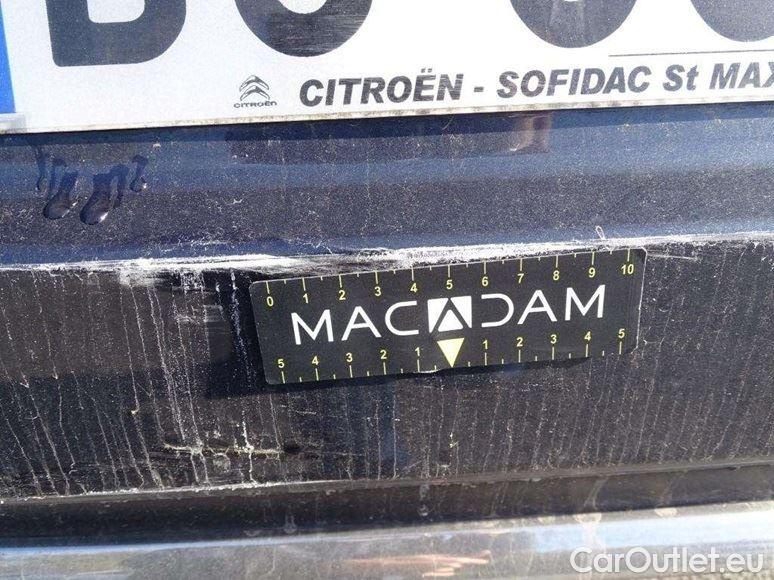 CITROËN
CITROËN - SOFIDAC St MAX
0 1 2 3 4 5 6 7 8 9 10
MACADAM
5 4 3 2 1 1 2 3 4 5
CarOutlet.eu